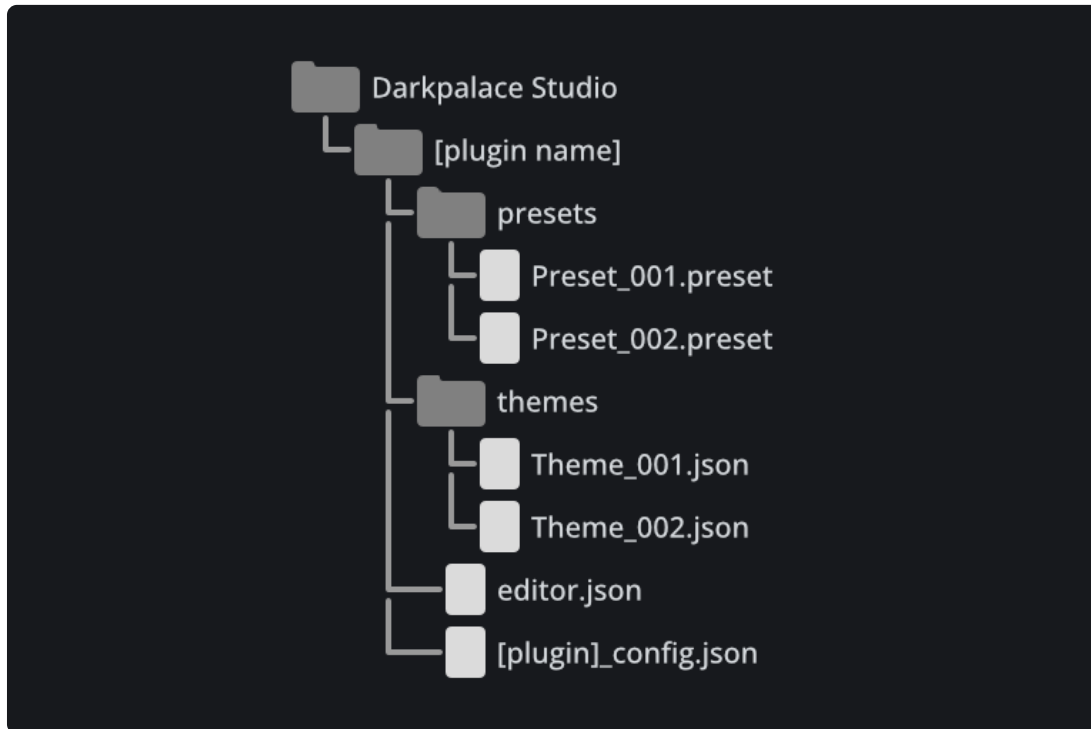 Darkpalace Studio
[plugin name]
presets
Preset_001.preset
Preset_002.preset
themes
Theme_001.json
Theme_002.json
editor.json
[plugin]_config.json